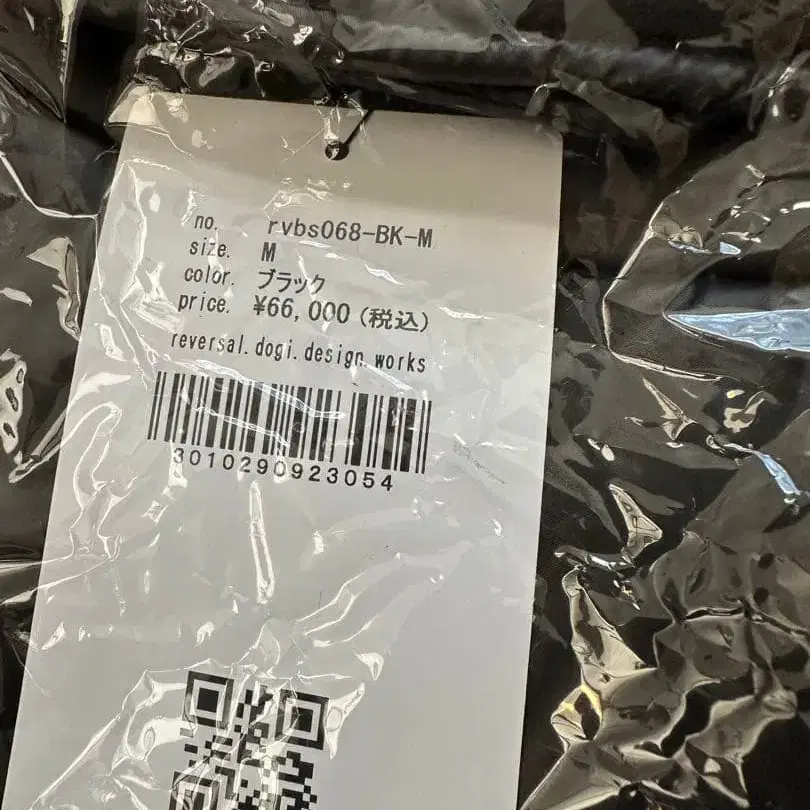 no. rvbs068-BK-M
size. M
color. ブラック
price. ¥66,000 (税込)
reversal.dogi.design.works
3010290923054